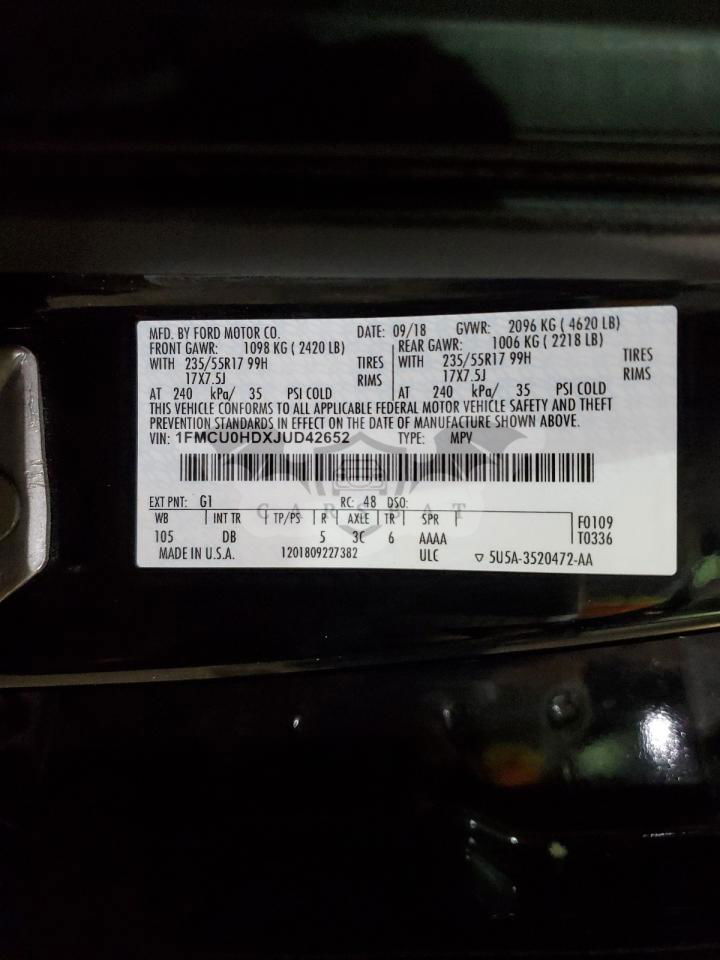 MFD. BY FORD MOTOR CO. DATE: 09/18 GVWR: 2096 KG ( 4620 LB)
FRONT GAWR: 1098 KG ( 2420 LB) REAR GAWR: 1006 KG ( 2218 LB)
WITH 235/55R17 99H TIRES WITH 235/55R17 99H TIRES
17X7.5J RIMS 17X7.5J RIMS
AT 240 kPa/ 35 PSI COLD AT 240 kPa/ 35 PSI COLD
THIS VEHICLE CONFORMS TO ALL APPLICABLE FEDERAL MOTOR VEHICLE SAFETY AND THEFT
PREVENTION STANDARDS IN EFFECT ON THE DATE OF MANUFACTURE SHOWN ABOVE.
VIN: 1FMCU0HDXJUD42652 TYPE: MPV
EXT PNT: G1 RC: 48 DSO:
CARSBAT
WB INT TR TP/PS R AXLE TR SPR F0109
105 DB 5 3C 6 AAAA T0336
MADE IN U.S.A. 1201809227382 ULC ▽ 5U5A-3520472-AA